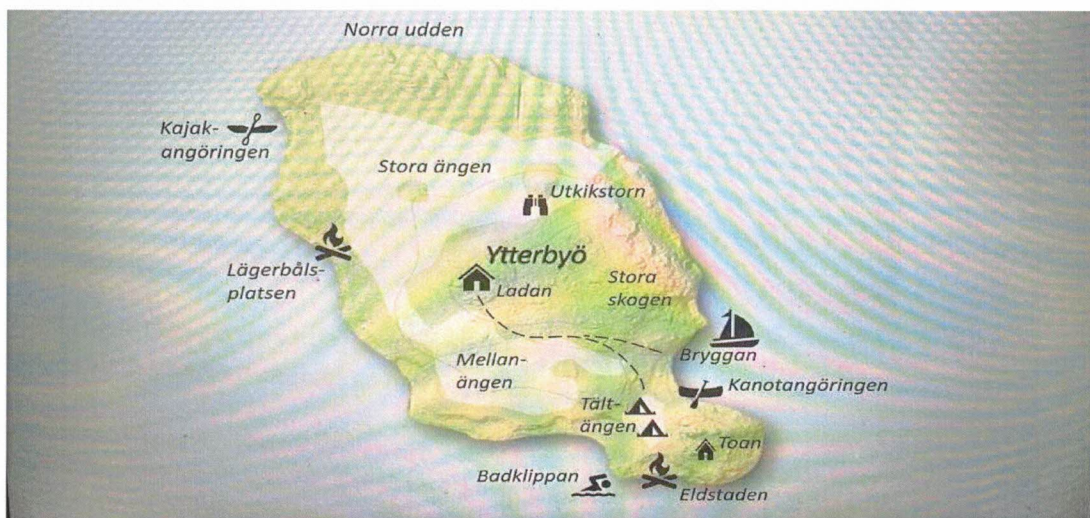 Norra udden
Kajak-
angöringen
Stora ängen
Utkikstorn
Ytterbyö
Lägerbåls-
platsen
Ladan
Stora
skogen
Bryggan
Mellan-
ängen
Kanotangöringen
Tält-
ängen
Toan
Badklippan
Eldstaden